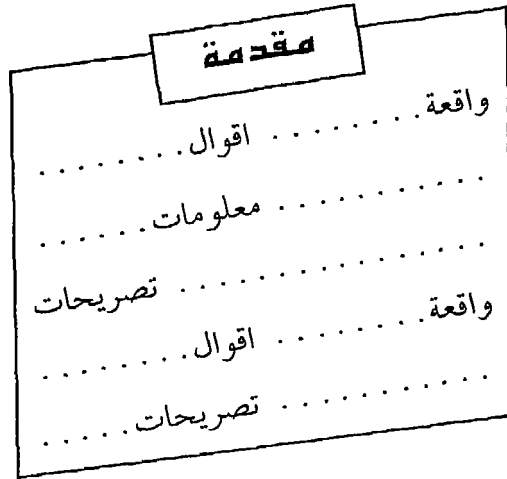 مقدمة
واقعة . . . . . . . . اقوال . . . . . . . .
. . . . . . . . . . . معلومات . . . . . .
. . . . . . . . . . . . . . . . تصريحات
واقعة . . . . . . . . اقوال . . . . . . . .
. . . . . . . . . . . تصريحات . . . . .